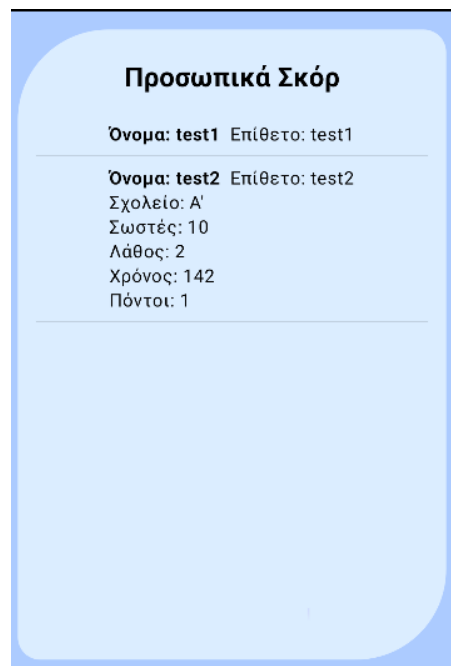 Προσωπικά Σκόρ
Όνομα: test1 Επίθετο: test1
Όνομα: test2 Επίθετο: test2
Σχολείο: Α'
Σωστές: 10
Λάθος: 2
Χρόνος: 142
Πόντοι: 1